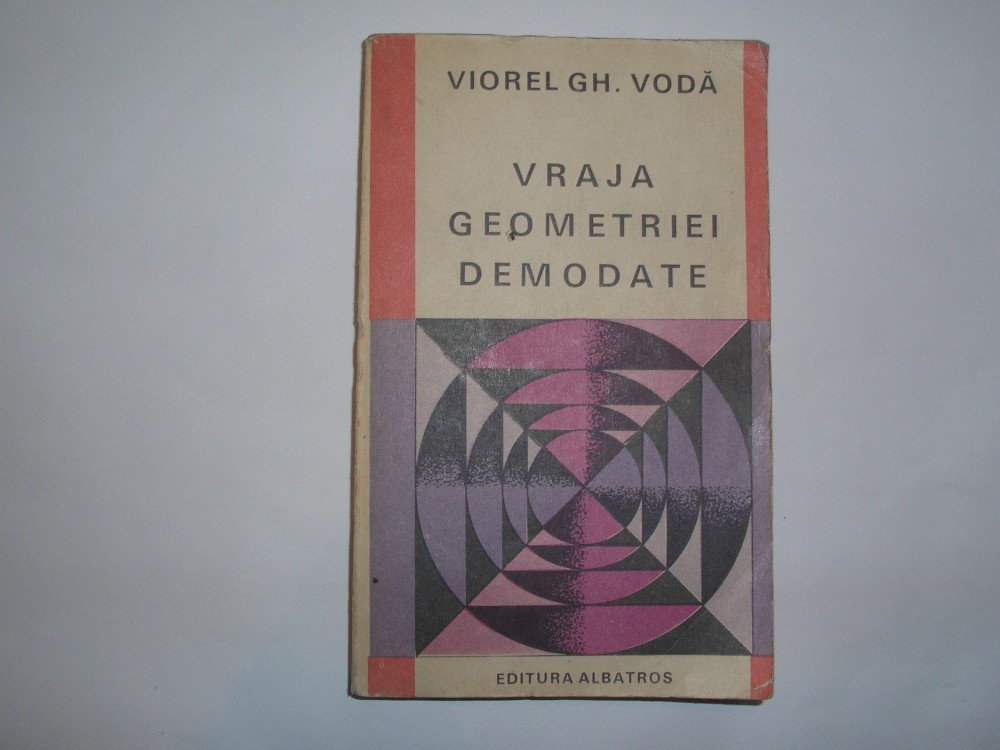 VIOREL GH. VODĂ
VRAJA
GEOMETRIEI
DEMODATE
EDITURA ALBATROS